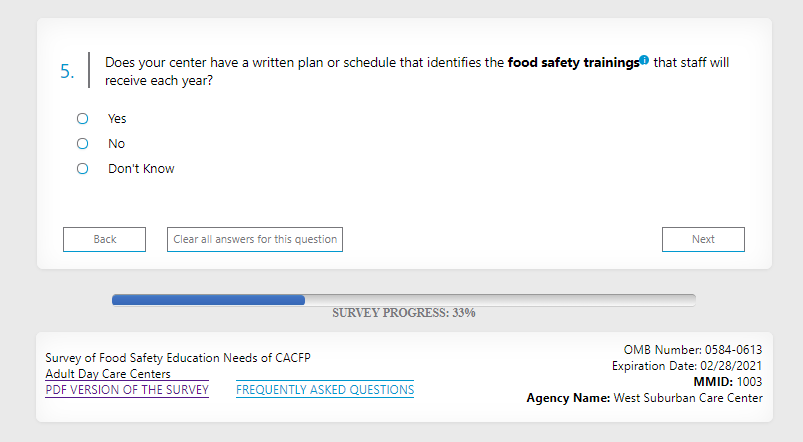 5.
Does your center have a written plan or schedule that identifies the food safety trainings that staff will
receive each year?
Yes
No
Don't Know
Back
Clear all answers for this question
Next
SURVEY PROGRESS: 33%
Survey of Food Safety Education Needs of CACFP
Adult Day Care Centers
PDF VERSION OF THE SURVEY
FREQUENTLY ASKED QUESTIONS
OMB Number: 0584-0613
Expiration Date: 02/28/2021
MMID: 1003
Agency Name: West Suburban Care Center